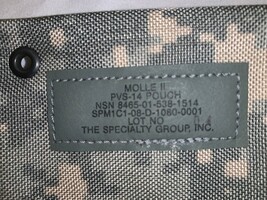 MOLLE II
PVS-14 POUCH
NSN 8465-01-538-1514
SPM1C1-08-D-1060-0001
LOT NO
THE SPECIALTY GROUP, INC.